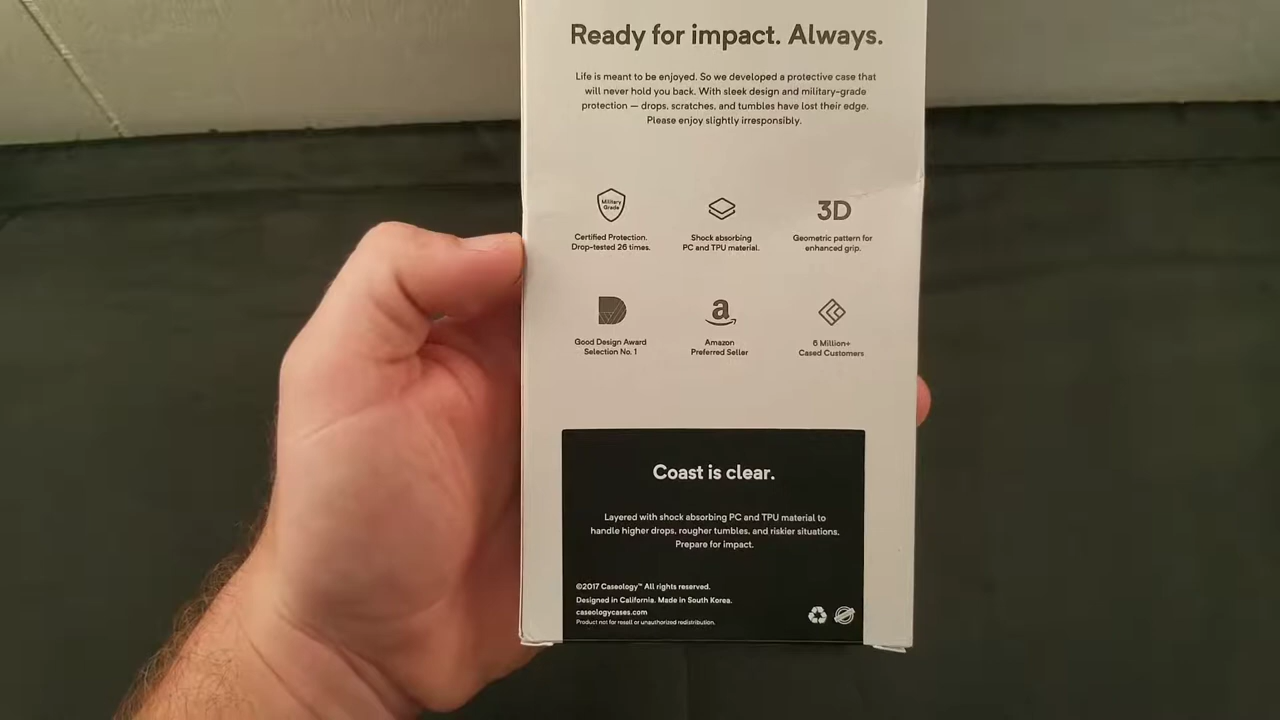 Ready for impact. Always.
Life is meant to be enjoyed. So we developed a protective case that
will never hold you back. With sleek design and military-grade
protection — drops, scratches, and tumbles have lost their edge.
Please enjoy slightly irresponsibly.
Military
Grade
Certified Protection.
Drop-tested 26 times.
Shock absorbing
PC and TPU material.
3D
Geometric pattern for
enhanced grip.
Good Design Award
Selection No. 1
a
Amazon
Preferred Seller
6 Million+
Cased Customers
Coast is clear.
Layered with shock absorbing PC and TPU material to
handle higher drops, rougher tumbles, and riskier situations.
Prepare for impact.
©2017 Caseology™ All rights reserved.
Designed in California. Made in South Korea.
caseologycases.com
Product not for resell or unauthorized redistribution.